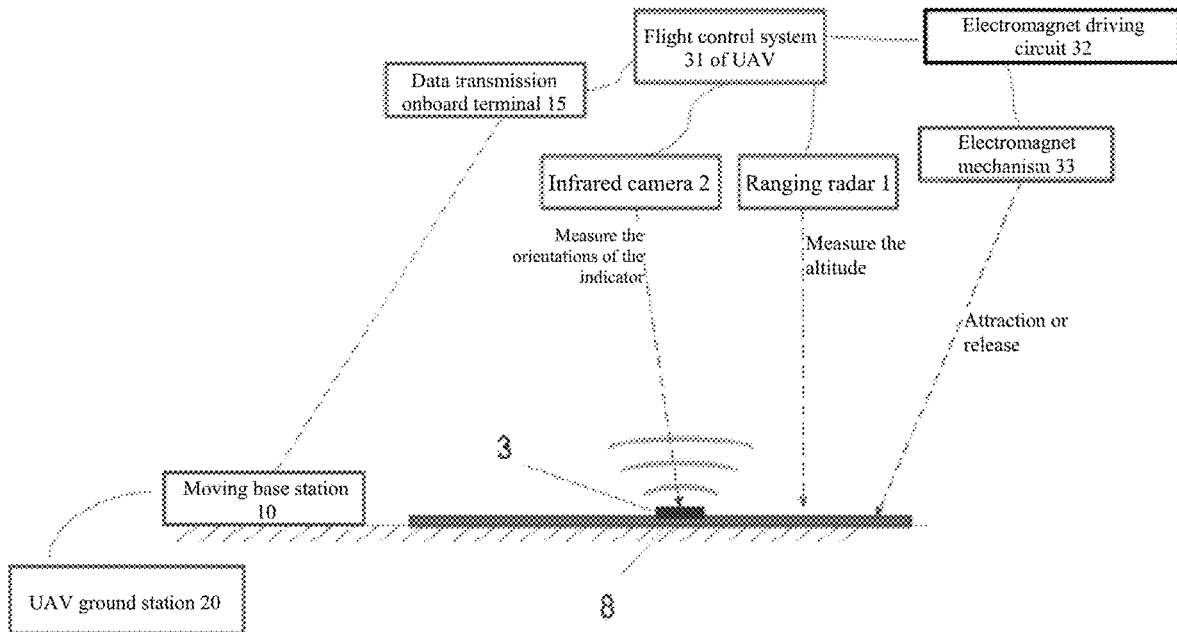 Flight control system
31 of UAV
Electromagnet driving
circuit 32
Data transmission
onboard terminal 15
Electromagnet
mechanism 33
Infrared camera 2
Ranging radar 1
Measure the
orientations of the
indicator
Measure the
altitude
Attraction or
release
3
Moving base station
10
UAV ground station 20
8